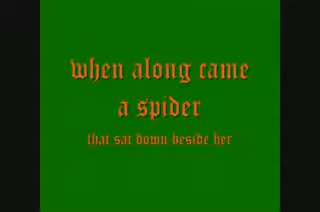 when along came
a spider
that sat down beside her